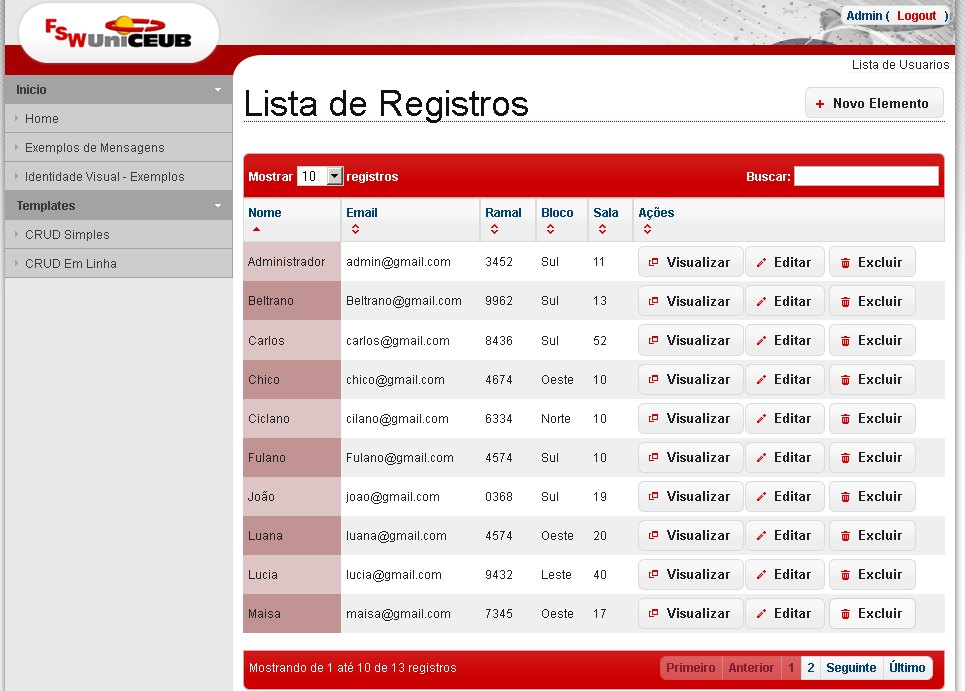 FSWUNICEUB
Admin ( Logout )
Lista de Usuarios
Inicio
Home
Exemplos de Mensagens
Identidade Visual - Exemplos
Templates
CRUD Simples
CRUD Em Linha
Lista de Registros
+ Novo Elemento
Mostrar 10 registros Buscar:
Nome Email Ramal Bloco Sala Ações
Administrador admin@gmail.com 3452 Sul 11 Visualizar Editar Excluir
Beltrano Beltrano@gmail.com 9962 Sul 13 Visualizar Editar Excluir
Carlos carlos@gmail.com 8436 Sul 52 Visualizar Editar Excluir
Chico chico@gmail.com 4674 Oeste 10 Visualizar Editar Excluir
Ciclano cilano@gmail.com 6334 Norte 10 Visualizar Editar Excluir
Fulano Fulano@gmail.com 4574 Sul 10 Visualizar Editar Excluir
João joao@gmail.com 0368 Sul 19 Visualizar Editar Excluir
Luana luana@gmail.com 4574 Oeste 20 Visualizar Editar Excluir
Lucia lucia@gmail.com 9432 Leste 40 Visualizar Editar Excluir
Maisa maisa@gmail.com 7345 Oeste 17 Visualizar Editar Excluir
Mostrando de 1 até 10 de 13 registros Primeiro Anterior 1 2 Seguinte Último